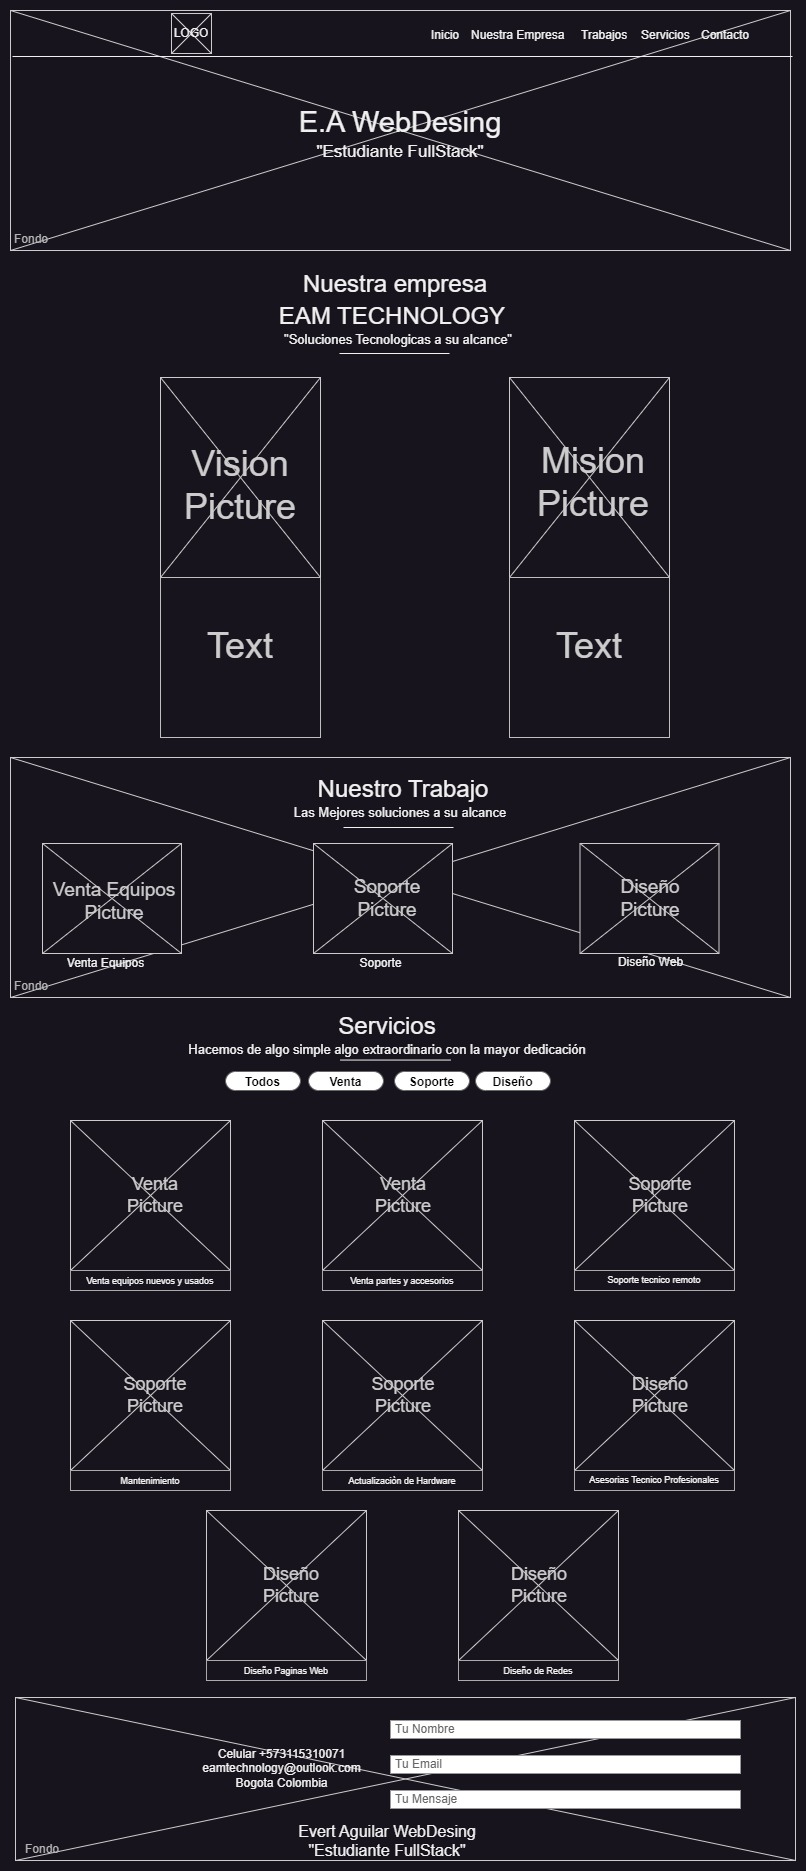 LOGO
Inicio Nuestra Empresa Trabajos Servicios Contacto
E.A WebDesing
"Estudiante FullStack"
Fondo
Nuestra empresa
EAM TECHNOLOGY
"Soluciones Tecnologicas a su alcance"
Vision
Picture
Mision
Picture
Text
Text
Nuestro Trabajo
Las Mejores soluciones a su alcance
Venta Equipos
Picture
Soporte
Picture
Diseño
Picture
Venta Equipos
Soporte
Diseño Web
Fondo
Servicios
Hacemos de algo simple algo extraordinario con la mayor dedicación
Todos Venta Soporte Diseño
Venta
Picture
Venta
Picture
Soporte
Picture
Venta equipos nuevos y usados
Venta partes y accesorios
Soporte tecnico remoto
Soporte
Picture
Soporte
Picture
Diseño
Picture
Mantenimiento
Actualización de Hardware
Asesorias Tecnico Profesionales
Diseño
Picture
Diseño
Picture
Diseño Paginas Web
Diseño de Redes
Celular +573115310071
eamtechnology@outlook.com
Bogota Colombia
Tu Nombre
Tu Email
Tu Mensaje
Evert Aguilar WebDesing
"Estudiante FullStack"
Fondo